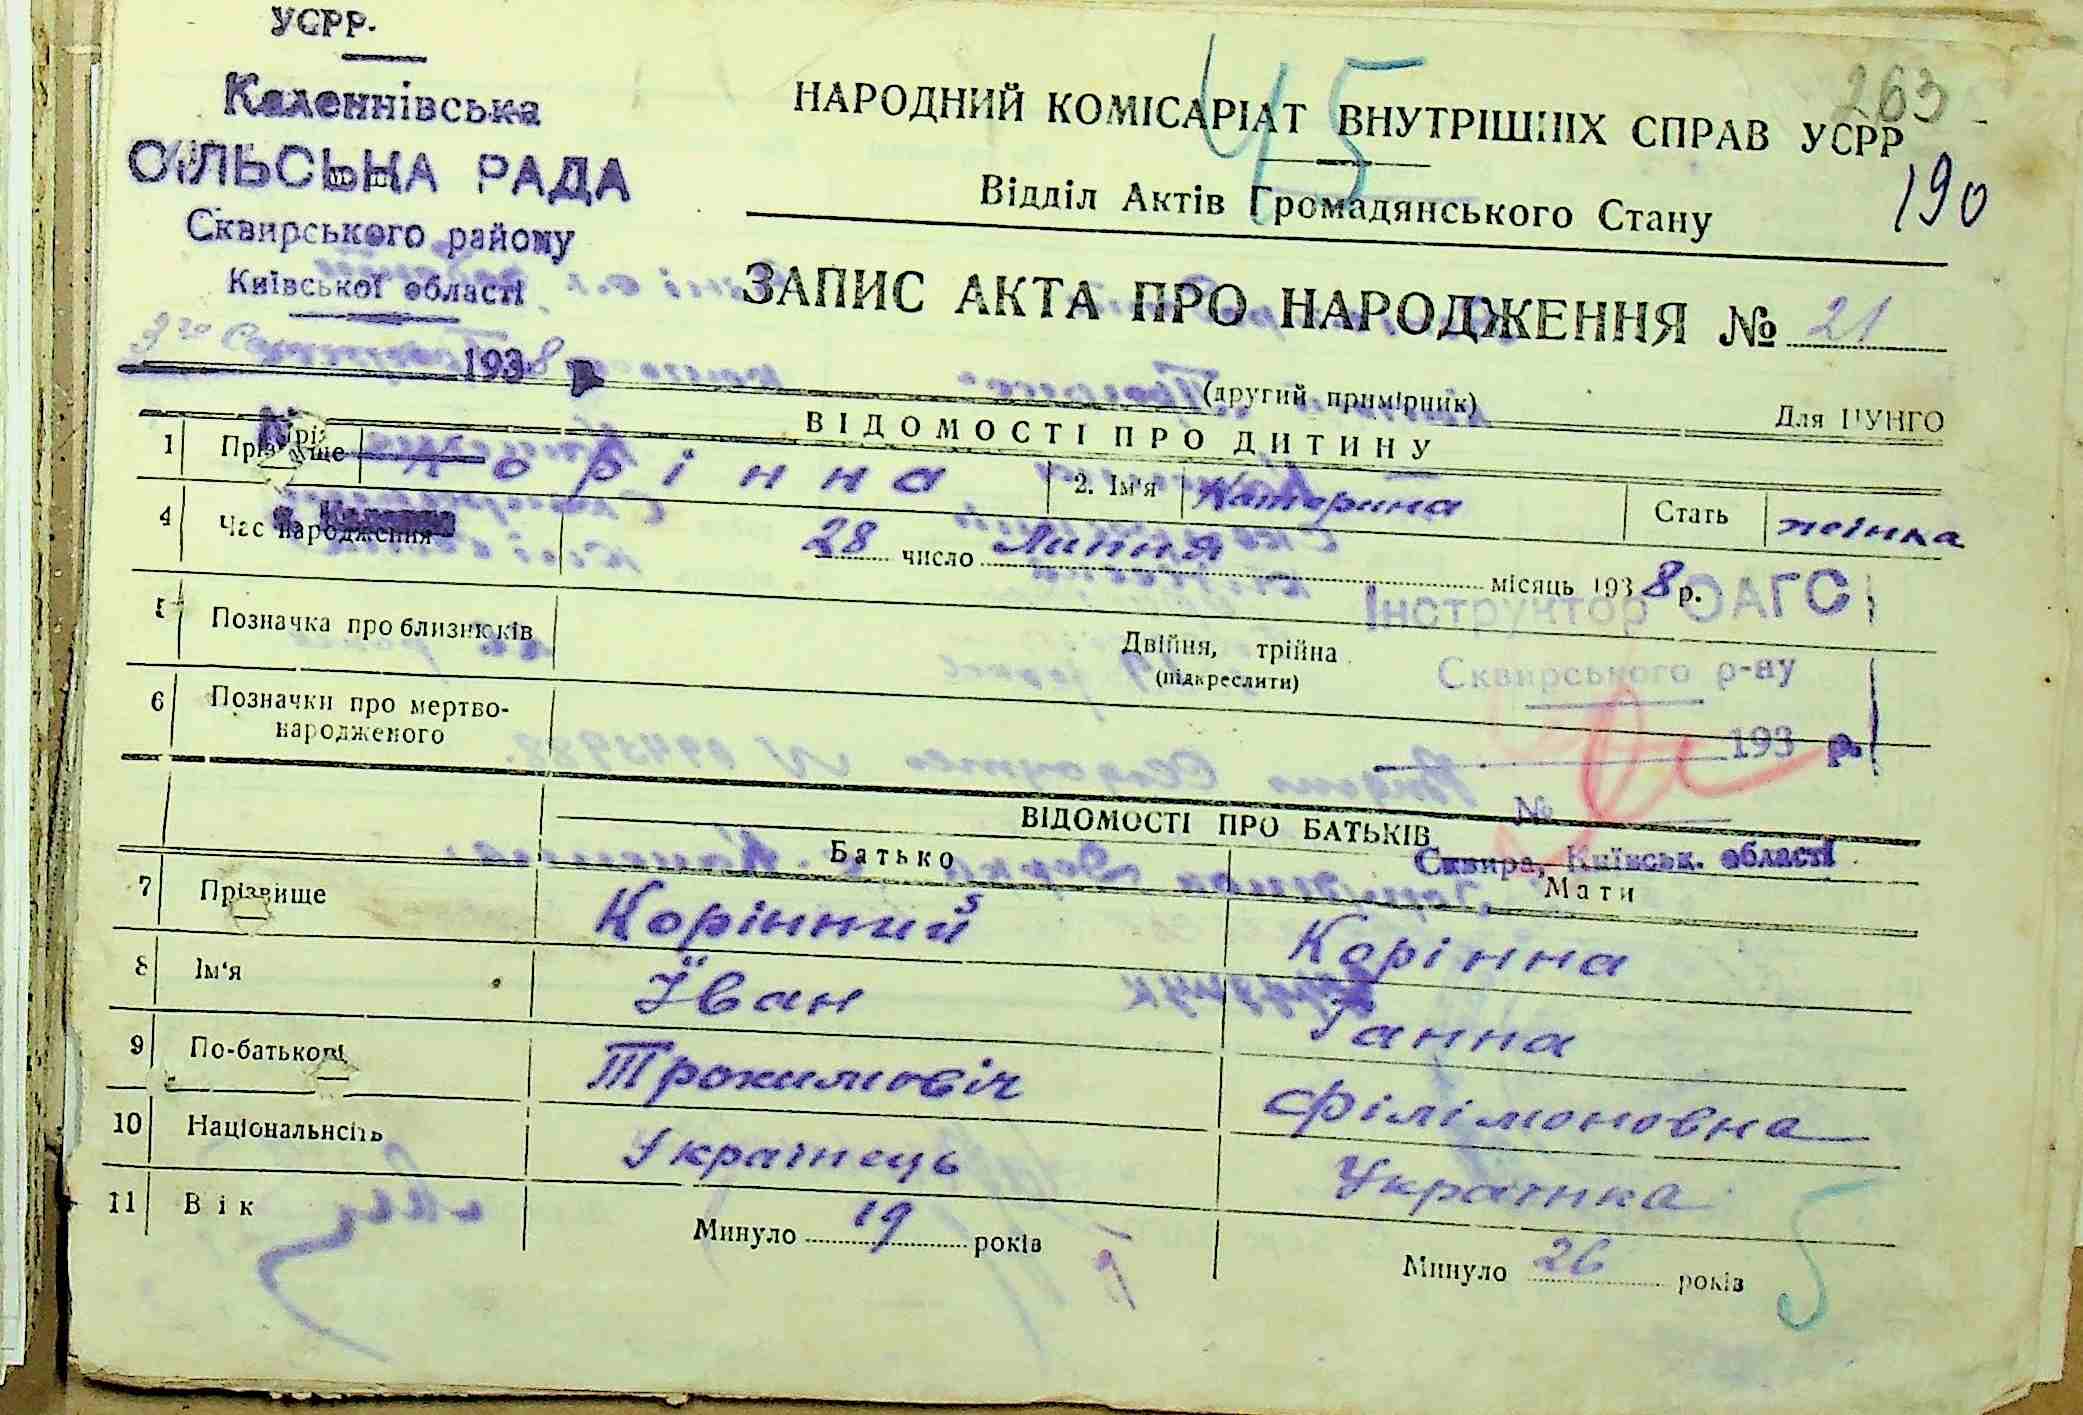 УСРР.
Каленнівська
СІЛЬСЬКА РАДА
Сквирського району
Київської області
193 8 р
45
263
190
НАРОДНИЙ КОМІСАРІАТ ВНУТРІШНІХ СПРАВ УСРР
Відділ Актів Громадянського Стану
ЗАПИС АКТА ПРО НАРОДЖЕННЯ № 21
(другий примірник)
Для ЦУНГО
ВІДОМОСТІ ПРО ДИТИНУ
1 Прізвище Корінна 2. Ім'я Катерина Стать жінка
4 Час народження 28 число Липня місяць 1938 р.
5 Позначка про близнюків Двійня, трійна
(підкреслити)
Інструктор ОАГС
Сквирського р-ну
193 р.
№
Сквира, Київськ. області
6 Позначки про мертво-
народженого
ВІДОМОСТІ ПРО БАТЬКІВ
Батько Мати
7 Прізвище Корінний Корінна
8 Ім'я Їван Ганна
9 По-батькові Трохимовіч Філімоновна
10 Національність Українець Українка
11 Вік Минуло 19 років Минуло 26 років
5